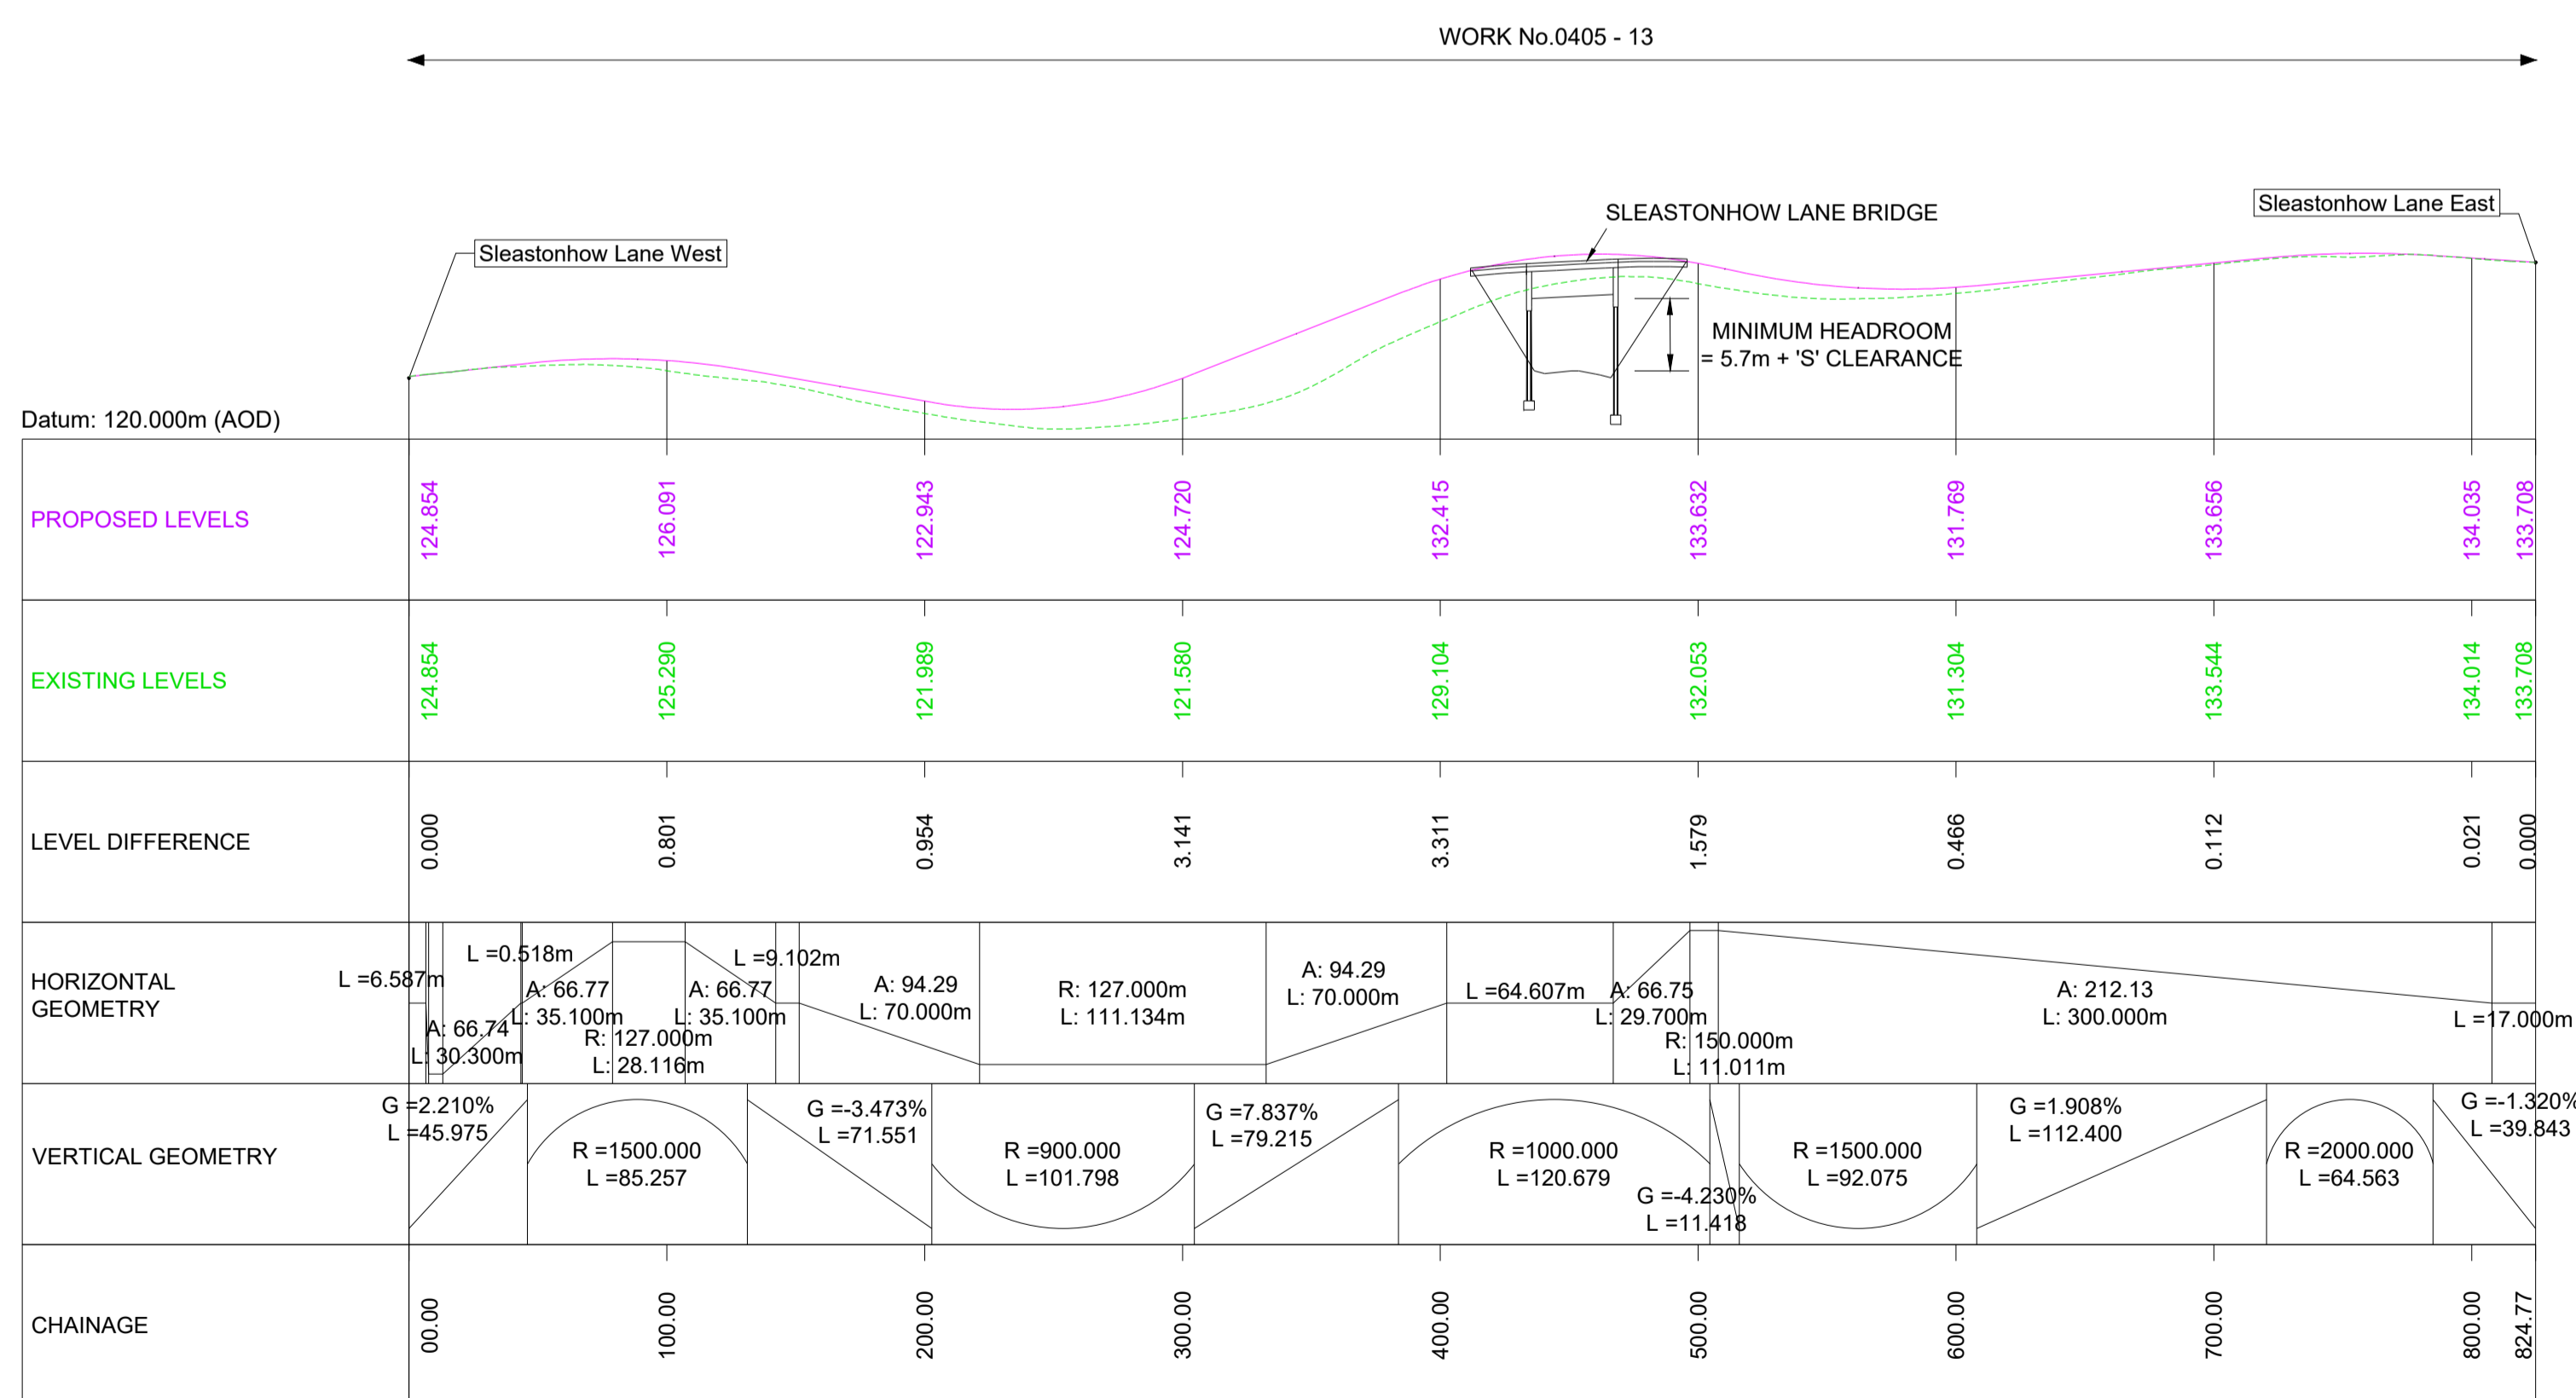 WORK No.0405 - 13
SLEASTONHOW LANE BRIDGE
Sleastonhow Lane East
Sleastonhow Lane West
MINIMUM HEADROOM
= 5.7m + 'S' CLEARANCE
Datum: 120.000m (AOD)
PROPOSED LEVELS
124.854
126.091
122.943
124.720
132.415
133.632
131.769
133.656
134.035
133.708
EXISTING LEVELS
124.854
125.290
121.989
121.580
129.104
132.053
131.304
133.544
134.014
133.708
LEVEL DIFFERENCE
0.000
0.801
0.954
3.141
3.311
1.579
0.466
0.112
0.021
0.000
HORIZONTAL
GEOMETRY
L =6.587m
A: 66.74
L: 30.300m
L =0.518m
A: 66.77
L: 35.100m
R: 127.000m
L: 28.116m
A: 66.77
L: 35.100m
L =9.102m
A: 94.29
L: 70.000m
R: 127.000m
L: 111.134m
A: 94.29
L: 70.000m
L =64.607m
A: 66.75
L: 29.700m
R: 150.000m
L: 11.011m
A: 212.13
L: 300.000m
L =17.000m
VERTICAL GEOMETRY
G =2.210%
L =45.975
R =1500.000
L =85.257
G =-3.473%
L =71.551
R =900.000
L =101.798
G =7.837%
L =79.215
R =1000.000
L =120.679
G =-4.230%
L =11.418
R =1500.000
L =92.075
G =1.908%
L =112.400
R =2000.000
L =64.563
G =-1.320%
L =39.843
CHAINAGE
00.00
100.00
200.00
300.00
400.00
500.00
600.00
700.00
800.00
824.77